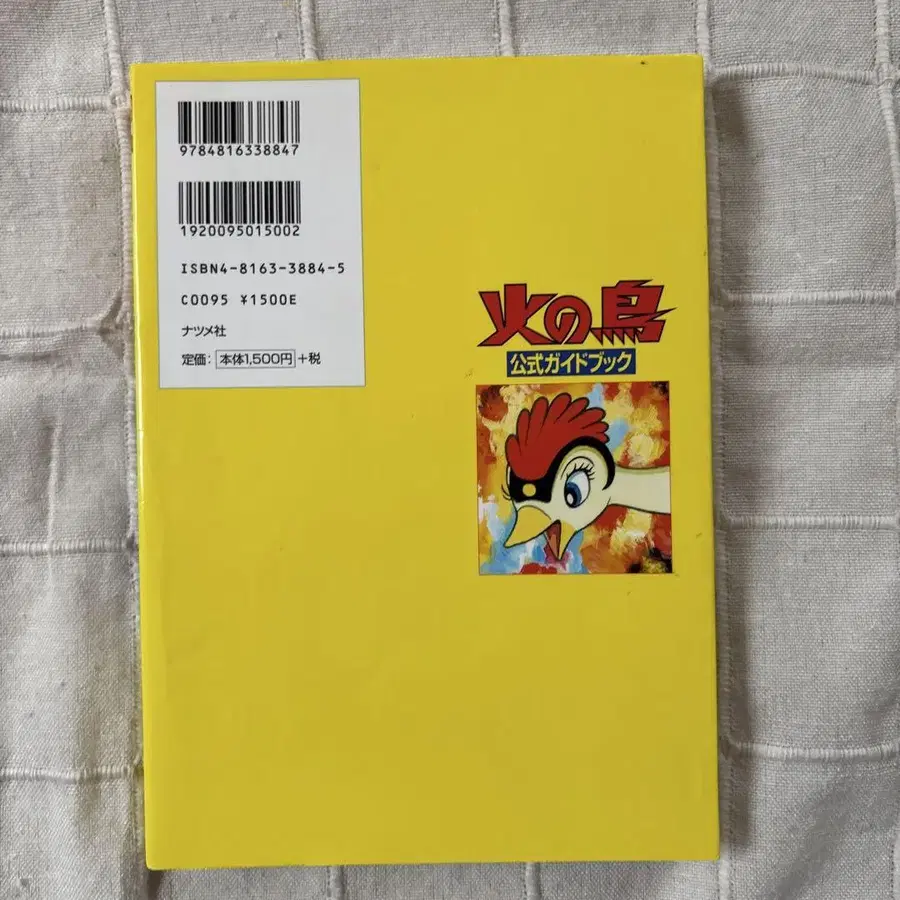 9784816338847
1920095015002
ISBN4-8163-3884-5
C0095 ¥1500E
ナツメ社
定価: 本体1,500円 +税
火の鳥
公式ガイドブック